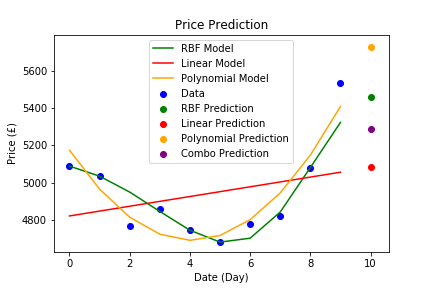 Price Prediction
RBF Model
Linear Model
Polynomial Model
Data
RBF Prediction
Linear Prediction
Polynomial Prediction
Combo Prediction
Price (£)
5600
5400
5200
5000
4800
0 2 4 6 8 10
Date (Day)